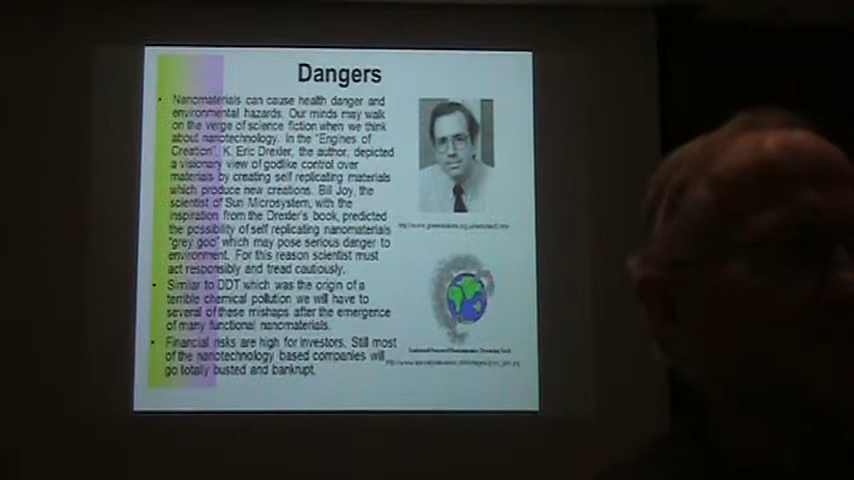 Dangers
• Nanomaterials can cause health danger and
environmental hazards. Our minds may walk
on the verge of science fiction when we think
about nanotechnology. In the "Engines of
Creation", K. Eric Drexler, the author, depicted
a visionary view of godlike control over
materials by creating self replicating materials
which produce new creations. Bill Joy, the
scientist of Sun Microsystem, with the
inspiration from the Drexler's book, predicted
the possibility of self replicating nanomaterials
"grey goo" which may pose serious danger to
environment. For this reason scientist must
act responsibly and tread cautiously.
• Similar to DDT which was the origin of a
terrible chemical pollution we will have to
several of these mishaps after the emergence
of many functional nanomaterials.
• Financial risks are high for investors. Still most
of the nanotechnology based companies will
go totally busted and bankrupt.